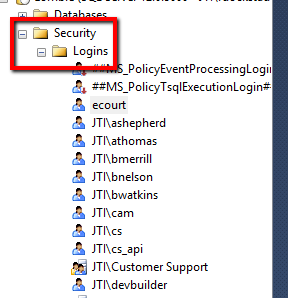 Databases
Security
Logins
##MS_PolicyEventProcessingLogin
##MS_PolicyTsqlExecutionLogin#
ecourt
JTI\ashepherd
JTI\athomas
JTI\bmerrill
JTI\bnelson
JTI\bwatkins
JTI\cam
JTI\cs
JTI\cs_api
JTI\Customer Support
JTI\devbuilder